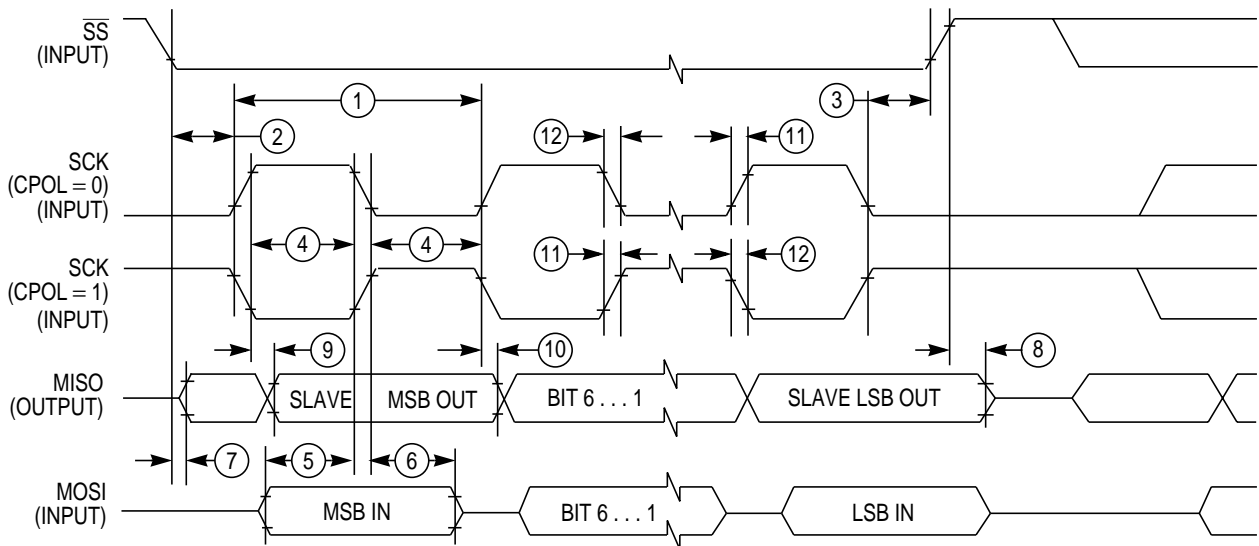 SS
(INPUT)
1
3
2
12
11
SCK
(CPOL = 0)
(INPUT)
4
4
11
12
SCK
(CPOL = 1)
(INPUT)
9
10
8
MISO
(OUTPUT)
SLAVE
MSB OUT
BIT 6 . . . 1
SLAVE LSB OUT
7
5
6
MOSI
(INPUT)
MSB IN
BIT 6 . . . 1
LSB IN